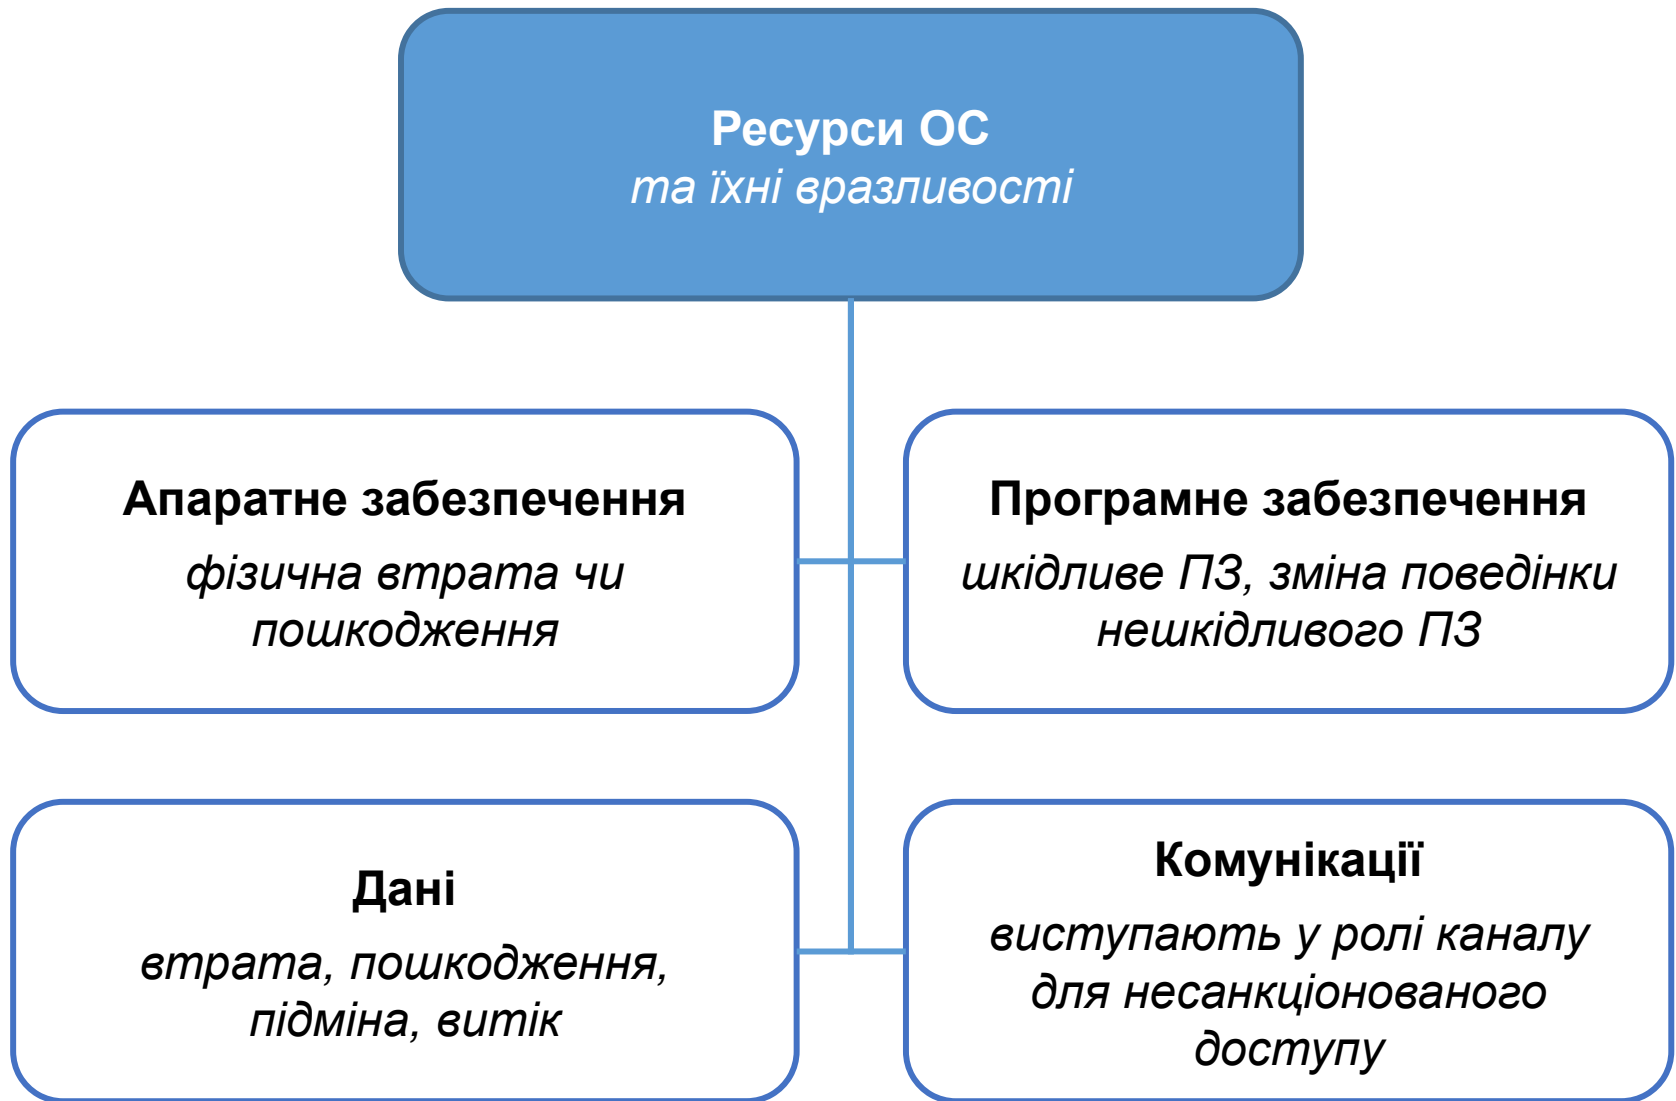 Ресурси ОС
та їхні вразливості
Апаратне забезпечення
фізична втрата чи
пошкодження
Програмне забезпечення
шкідливе ПЗ, зміна поведінки
нешкідливого ПЗ
Дані
втрата, пошкодження,
підміна, витік
Комунікації
виступають у ролі каналу
для несанкціонованого
доступу